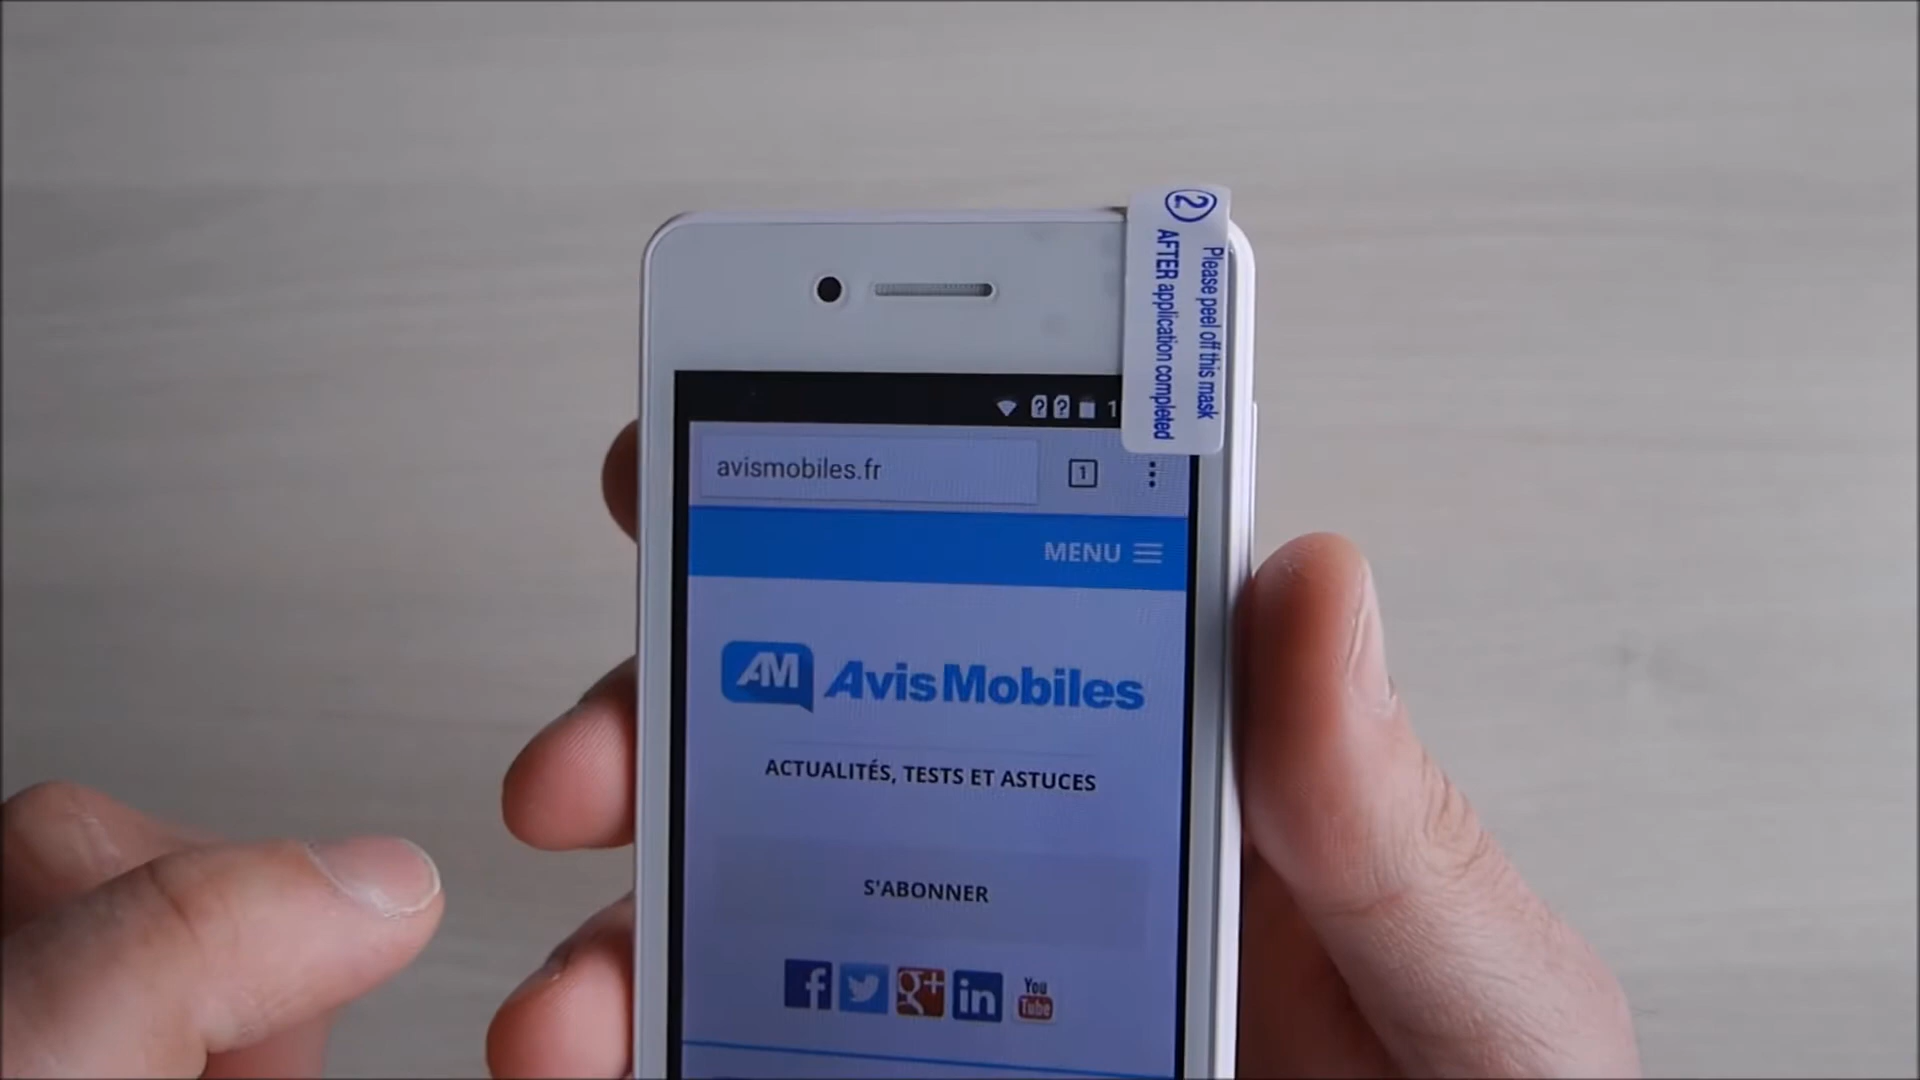 2
Please peel off this mask
AFTER application completed
1
avismobiles.fr
1
MENU
AM AvisMobiles
ACTUALITÉS, TESTS ET ASTUCES
S'ABONNER
f g+ in You
Tube